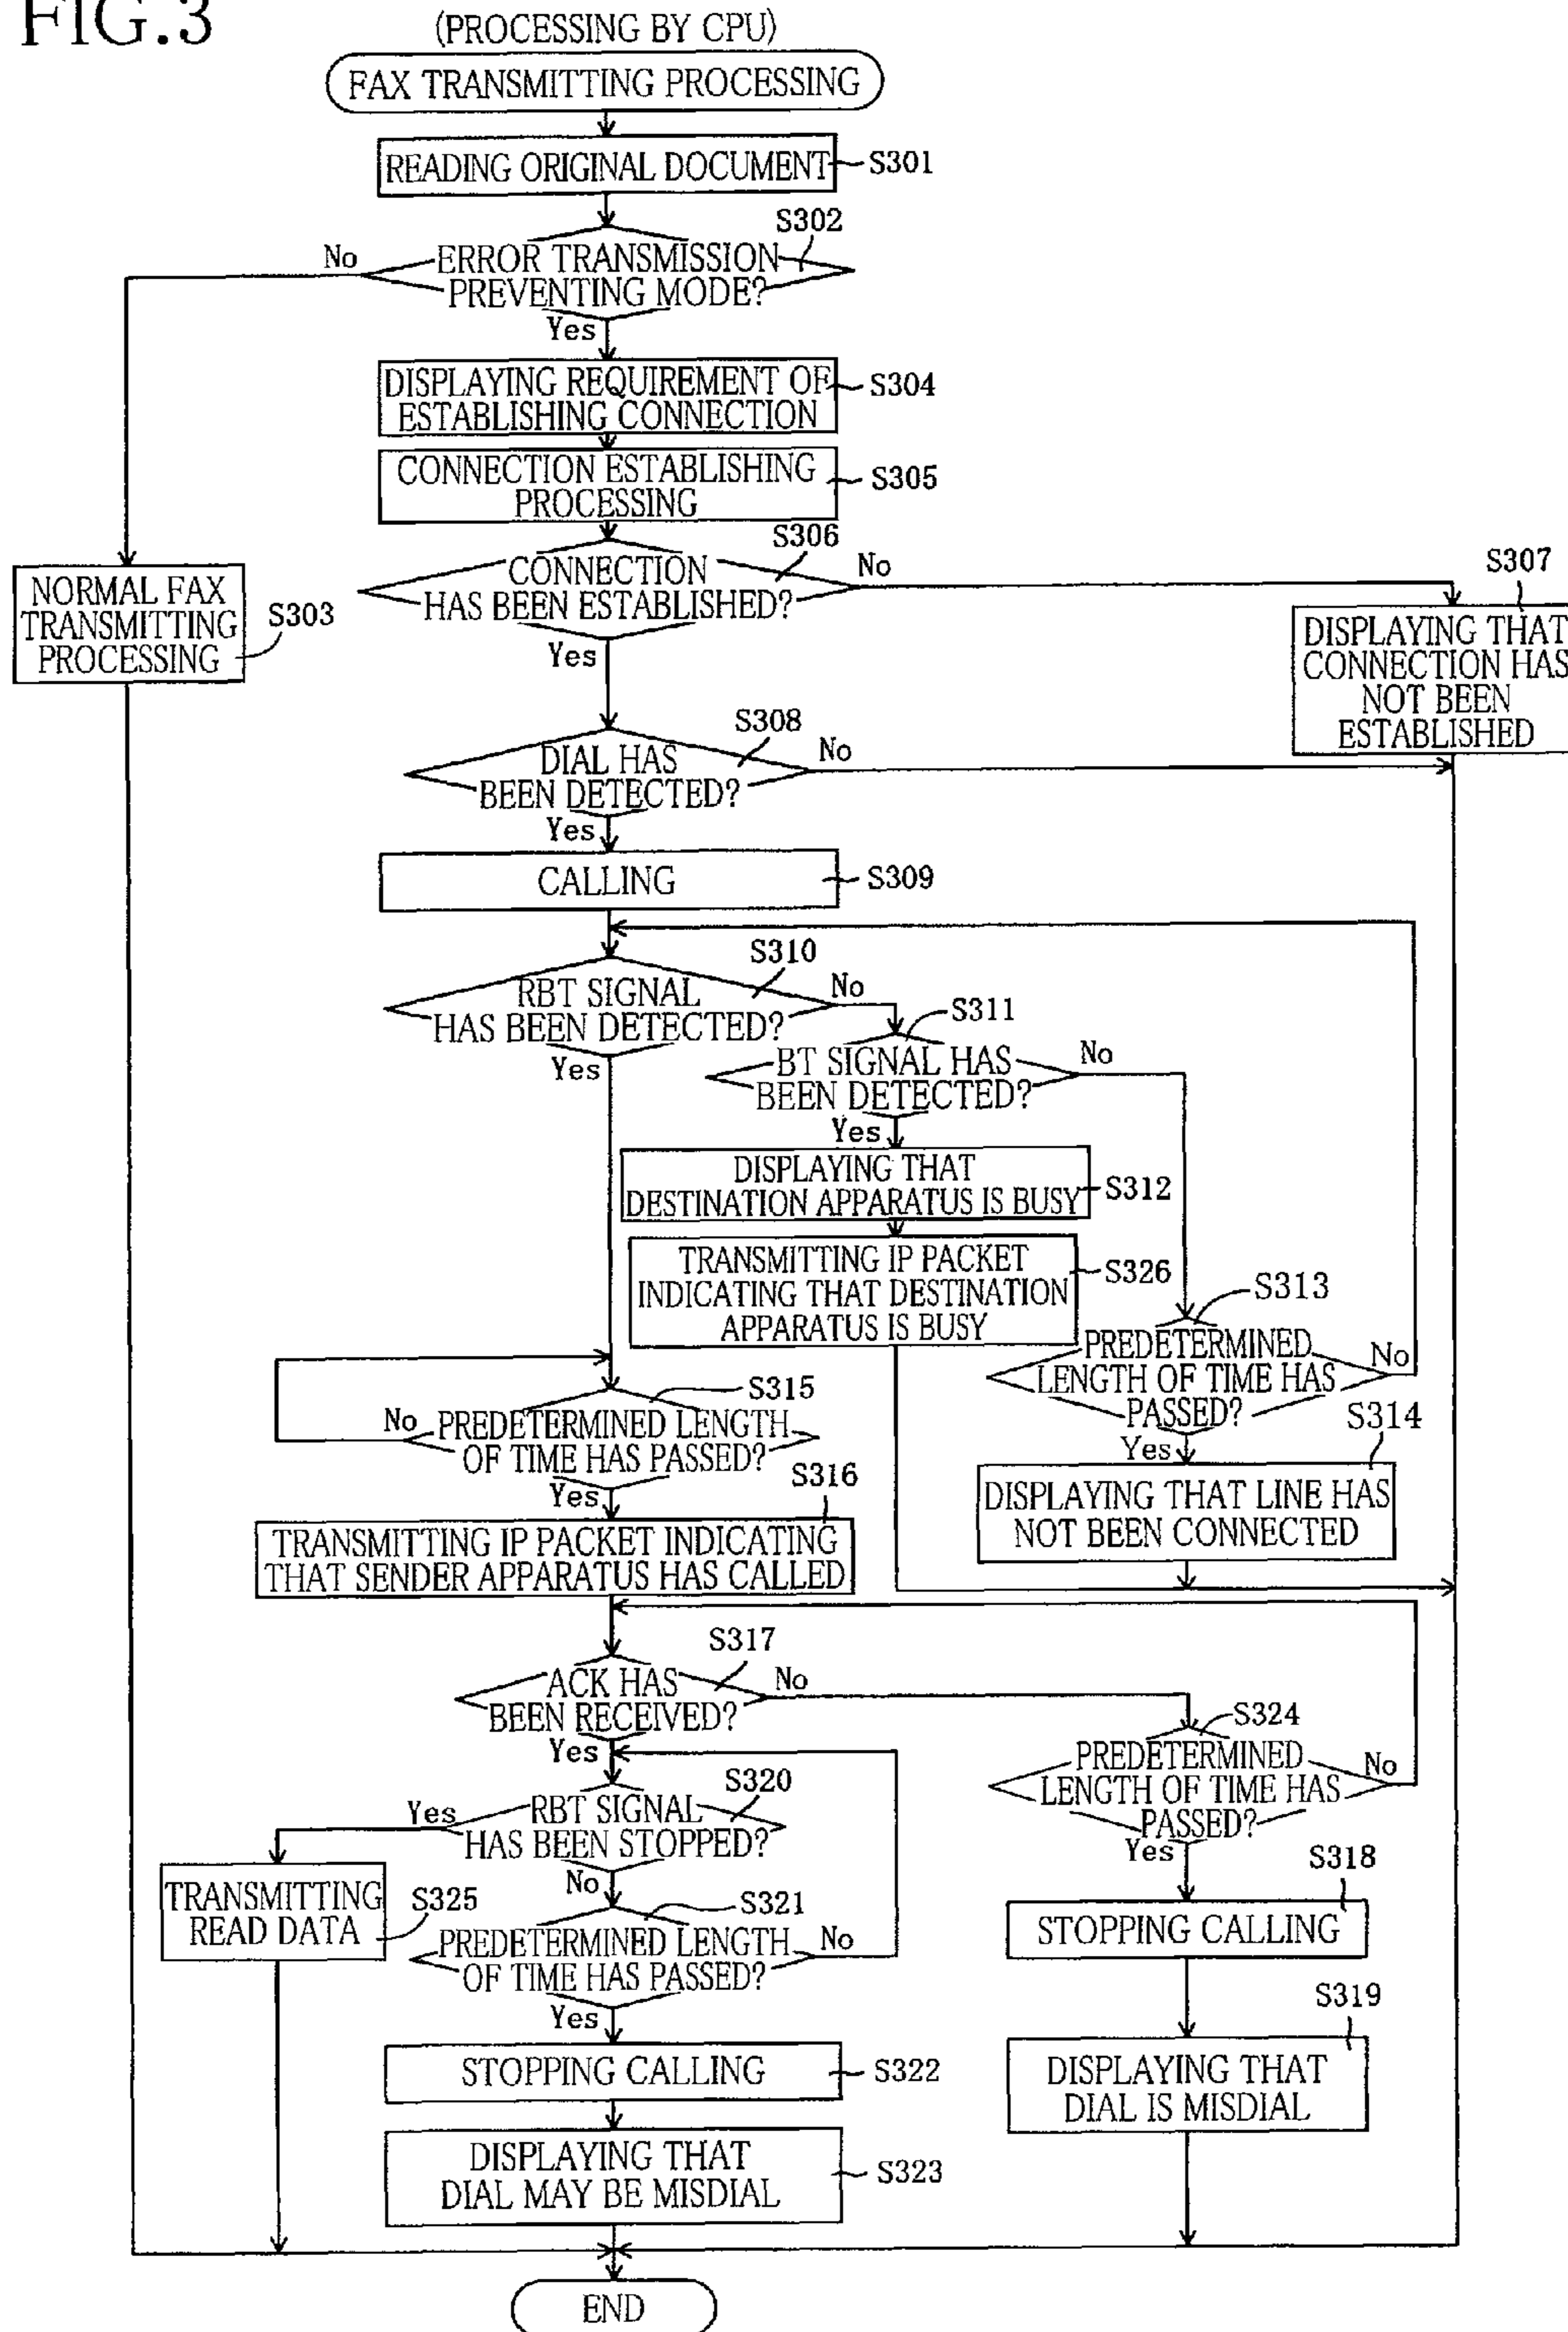 FIG.3
(PROCESSING BY CPU)
FAX TRANSMITTING PROCESSING
READING ORIGINAL DOCUMENT
S301
S302
No
ERROR TRANSMISSION
PREVENTING MODE?
Yes
DISPLAYING REQUIREMENT OF
ESTABLISHING CONNECTION
S304
CONNECTION ESTABLISHING
PROCESSING
S305
S306
CONNECTION
HAS BEEN ESTABLISHED?
No
Yes
S307
DISPLAYING THAT
CONNECTION HAS
NOT BEEN
ESTABLISHED
NORMAL FAX
TRANSMITTING
PROCESSING
S303
S308
DIAL HAS
BEEN DETECTED?
No
Yes
CALLING
S309
S310
RBT SIGNAL
HAS BEEN DETECTED?
No
Yes
S311
BT SIGNAL HAS
BEEN DETECTED?
No
Yes
DISPLAYING THAT
DESTINATION APPARATUS IS BUSY
S312
TRANSMITTING IP PACKET
INDICATING THAT DESTINATION
APPARATUS IS BUSY
S326
S313
PREDETERMINED
LENGTH OF TIME HAS
PASSED?
No
Yes
S314
DISPLAYING THAT LINE HAS
NOT BEEN CONNECTED
S315
No
PREDETERMINED LENGTH
OF TIME HAS PASSED?
Yes
S316
TRANSMITTING IP PACKET INDICATING
THAT SENDER APPARATUS HAS CALLED
S317
ACK HAS
BEEN RECEIVED?
No
Yes
S324
PREDETERMINED
LENGTH OF TIME HAS
PASSED?
No
Yes
S320
Yes
RBT SIGNAL
HAS BEEN STOPPED?
No
TRANSMITTING
READ DATA
S325
S321
PREDETERMINED LENGTH
OF TIME HAS PASSED?
No
Yes
S318
STOPPING CALLING
S319
DISPLAYING THAT
DIAL IS MISDIAL
STOPPING CALLING
S322
DISPLAYING THAT
DIAL MAY BE MISDIAL
S323
END